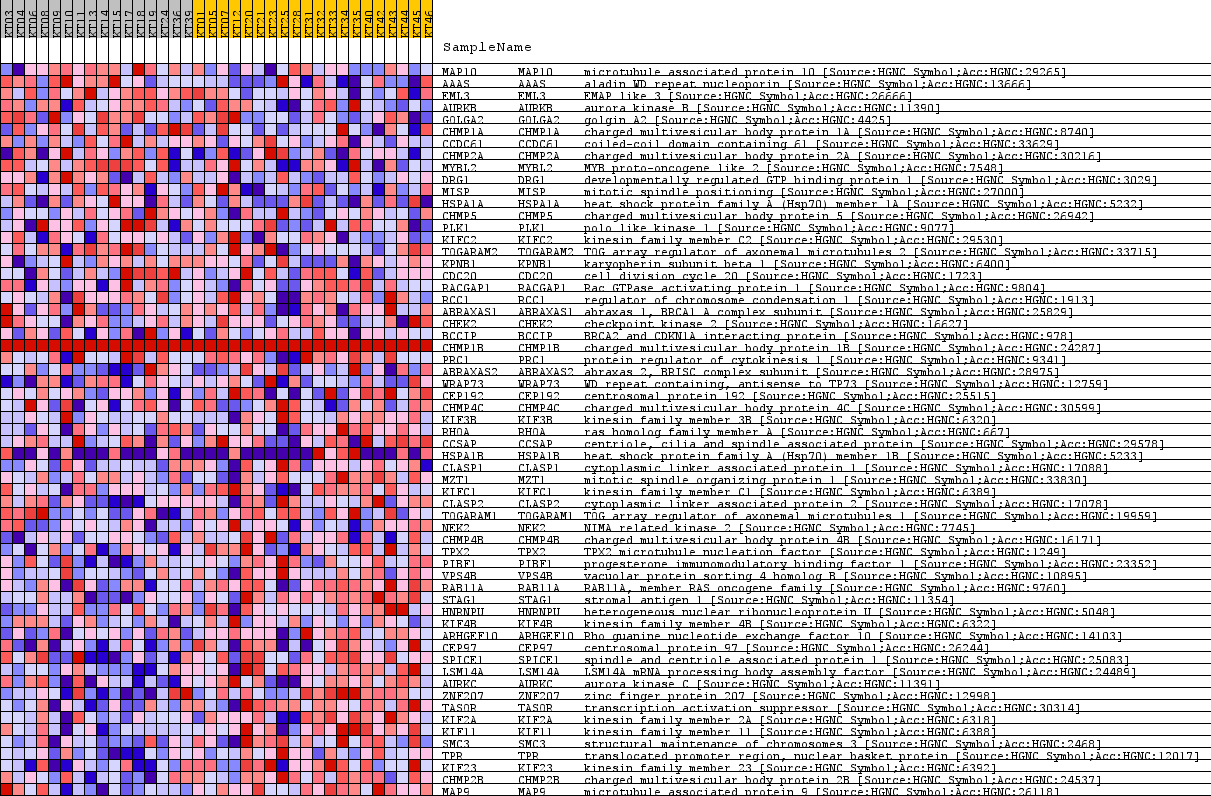 KT03 KT04 KT06 KT08 KT09 KT10 KT11 KT13 KT14 KT15 KT17 KT18 KT19 KT24 KT36 KT39 KT01 KT05 KT07 KT12 KT20 KT21 KT23 KT25 KT28 KT31 KT32 KT33 KT34 KT35 KT40 KT42 KT43 KT44 KT45 KT46
SampleName
MAP10 MAP10 microtubule associated protein 10 [Source:HGNC Symbol;Acc:HGNC:29265]
AAAS AAAS aladin WD repeat nucleoporin [Source:HGNC Symbol;Acc:HGNC:13666]
EML3 EML3 EMAP like 3 [Source:HGNC Symbol;Acc:HGNC:26666]
AURKB AURKB aurora kinase B [Source:HGNC Symbol;Acc:HGNC:11390]
GOLGA2 GOLGA2 golgin A2 [Source:HGNC Symbol;Acc:HGNC:4425]
CHMP1A CHMP1A charged multivesicular body protein 1A [Source:HGNC Symbol;Acc:HGNC:8740]
CCDC61 CCDC61 coiled-coil domain containing 61 [Source:HGNC Symbol;Acc:HGNC:33629]
CHMP2A CHMP2A charged multivesicular body protein 2A [Source:HGNC Symbol;Acc:HGNC:30216]
MYBL2 MYBL2 MYB proto-oncogene like 2 [Source:HGNC Symbol;Acc:HGNC:7548]
DRG1 DRG1 developmentally regulated GTP binding protein 1 [Source:HGNC Symbol;Acc:HGNC:3029]
MISP MISP mitotic spindle positioning [Source:HGNC Symbol;Acc:HGNC:27000]
HSPA1A HSPA1A heat shock protein family A (Hsp70) member 1A [Source:HGNC Symbol;Acc:HGNC:5232]
CHMP5 CHMP5 charged multivesicular body protein 5 [Source:HGNC Symbol;Acc:HGNC:26942]
PLK1 PLK1 polo like kinase 1 [Source:HGNC Symbol;Acc:HGNC:9077]
KIFC2 KIFC2 kinesin family member C2 [Source:HGNC Symbol;Acc:HGNC:29530]
TOGARAM2 TOGARAM2 TOG array regulator of axonemal microtubules 2 [Source:HGNC Symbol;Acc:HGNC:33715]
KPNB1 KPNB1 karyopherin subunit beta 1 [Source:HGNC Symbol;Acc:HGNC:6400]
CDC20 CDC20 cell division cycle 20 [Source:HGNC Symbol;Acc:HGNC:1723]
RACGAP1 RACGAP1 Rac GTPase activating protein 1 [Source:HGNC Symbol;Acc:HGNC:9804]
RCC1 RCC1 regulator of chromosome condensation 1 [Source:HGNC Symbol;Acc:HGNC:1913]
ABRAXAS1 ABRAXAS1 abraxas 1, BRCA1 A complex subunit [Source:HGNC Symbol;Acc:HGNC:25829]
CHEK2 CHEK2 checkpoint kinase 2 [Source:HGNC Symbol;Acc:HGNC:16627]
BCCIP BCCIP BRCA2 and CDKN1A interacting protein [Source:HGNC Symbol;Acc:HGNC:978]
CHMP1B CHMP1B charged multivesicular body protein 1B [Source:HGNC Symbol;Acc:HGNC:24287]
PRC1 PRC1 protein regulator of cytokinesis 1 [Source:HGNC Symbol;Acc:HGNC:9341]
ABRAXAS2 ABRAXAS2 abraxas 2, BRISC complex subunit [Source:HGNC Symbol;Acc:HGNC:28975]
WRAP73 WRAP73 WD repeat containing, antisense to TP73 [Source:HGNC Symbol;Acc:HGNC:12759]
CEP192 CEP192 centrosomal protein 192 [Source:HGNC Symbol;Acc:HGNC:25515]
CHMP4C CHMP4C charged multivesicular body protein 4C [Source:HGNC Symbol;Acc:HGNC:30599]
KIF3B KIF3B kinesin family member 3B [Source:HGNC Symbol;Acc:HGNC:6320]
RHOA RHOA ras homolog family member A [Source:HGNC Symbol;Acc:HGNC:667]
CCSAP CCSAP centriole, cilia and spindle associated protein [Source:HGNC Symbol;Acc:HGNC:29578]
HSPA1B HSPA1B heat shock protein family A (Hsp70) member 1B [Source:HGNC Symbol;Acc:HGNC:5233]
CLASP1 CLASP1 cytoplasmic linker associated protein 1 [Source:HGNC Symbol;Acc:HGNC:17088]
MZT1 MZT1 mitotic spindle organizing protein 1 [Source:HGNC Symbol;Acc:HGNC:33830]
KIFC1 KIFC1 kinesin family member C1 [Source:HGNC Symbol;Acc:HGNC:6389]
CLASP2 CLASP2 cytoplasmic linker associated protein 2 [Source:HGNC Symbol;Acc:HGNC:17078]
TOGARAM1 TOGARAM1 TOG array regulator of axonemal microtubules 1 [Source:HGNC Symbol;Acc:HGNC:19959]
NEK2 NEK2 NIMA related kinase 2 [Source:HGNC Symbol;Acc:HGNC:7745]
CHMP4B CHMP4B charged multivesicular body protein 4B [Source:HGNC Symbol;Acc:HGNC:16171]
TPX2 TPX2 TPX2 microtubule nucleation factor [Source:HGNC Symbol;Acc:HGNC:1249]
PIBF1 PIBF1 progesterone immunomodulatory binding factor 1 [Source:HGNC Symbol;Acc:HGNC:23352]
VPS4B VPS4B vacuolar protein sorting 4 homolog B [Source:HGNC Symbol;Acc:HGNC:10895]
RAB11A RAB11A RAB11A, member RAS oncogene family [Source:HGNC Symbol;Acc:HGNC:9760]
STAG1 STAG1 stromal antigen 1 [Source:HGNC Symbol;Acc:HGNC:11354]
HNRNPU HNRNPU heterogeneous nuclear ribonucleoprotein U [Source:HGNC Symbol;Acc:HGNC:5048]
KIF4B KIF4B kinesin family member 4B [Source:HGNC Symbol;Acc:HGNC:6322]
ARHGEF10 ARHGEF10 Rho guanine nucleotide exchange factor 10 [Source:HGNC Symbol;Acc:HGNC:14103]
CEP97 CEP97 centrosomal protein 97 [Source:HGNC Symbol;Acc:HGNC:26244]
SPICE1 SPICE1 spindle and centriole associated protein 1 [Source:HGNC Symbol;Acc:HGNC:25083]
LSM14A LSM14A LSM14A mRNA processing body assembly factor [Source:HGNC Symbol;Acc:HGNC:24489]
AURKC AURKC aurora kinase C [Source:HGNC Symbol;Acc:HGNC:11391]
ZNF207 ZNF207 zinc finger protein 207 [Source:HGNC Symbol;Acc:HGNC:12998]
TASOR TASOR transcription activation suppressor [Source:HGNC Symbol;Acc:HGNC:30314]
KIF2A KIF2A kinesin family member 2A [Source:HGNC Symbol;Acc:HGNC:6318]
KIF11 KIF11 kinesin family member 11 [Source:HGNC Symbol;Acc:HGNC:6388]
SMC3 SMC3 structural maintenance of chromosomes 3 [Source:HGNC Symbol;Acc:HGNC:2468]
TPR TPR translocated promoter region, nuclear basket protein [Source:HGNC Symbol;Acc:HGNC:12017]
KIF23 KIF23 kinesin family member 23 [Source:HGNC Symbol;Acc:HGNC:6392]
CHMP2B CHMP2B charged multivesicular body protein 2B [Source:HGNC Symbol;Acc:HGNC:24537]
MAP9 MAP9 microtubule associated protein 9 [Source:HGNC Symbol;Acc:HGNC:26118]